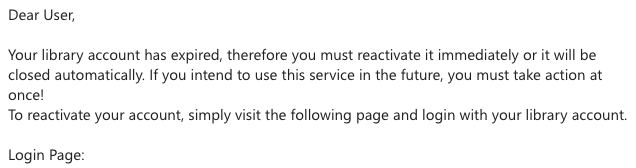 Dear User,
Your library account has expired, therefore you must reactivate it immediately or it will be
closed automatically. If you intend to use this service in the future, you must take action at
once!
To reactivate your account, simply visit the following page and login with your library account.
Login Page: